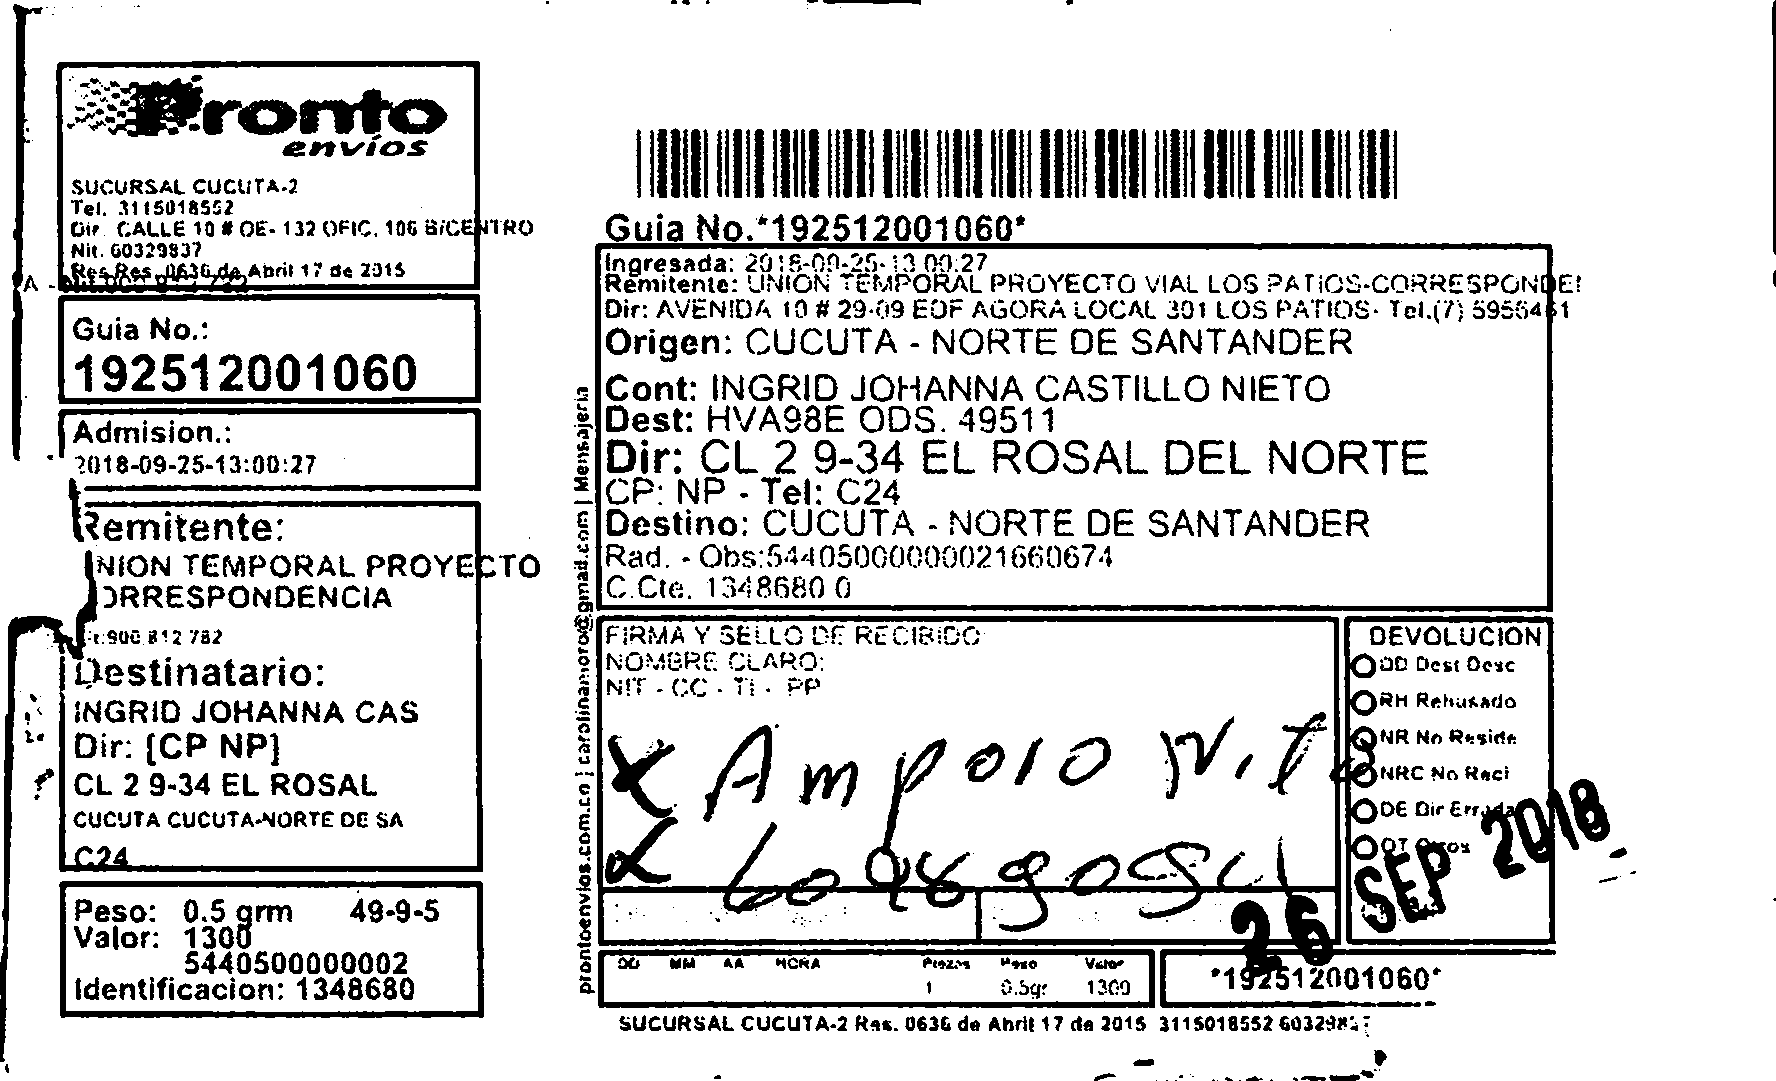 Pronto
envíos
SUCURSAL CUCUTA-2
Tel. 3115018552
Dir. CALLE 10 # OE- 132 OFIC. 106 B/CENTRO
Nit. 60329837
Res Res. 0636 de Abril 17 de 2015
Guia No.:
192512001060
Admision.:
2018-09-25-13:00:27
Remitente:
NION TEMPORAL PROYECTO
ORRESPONDENCIA
t:900 812 782
Destinatario:
INGRID JOHANNA CAS
Dir: [CP NP]
CL 2 9-34 EL ROSAL
CUCUTA CUCUTA-NORTE DE SA
C24
Peso: 0.5 grm 49-9-5
Valor: 1300
5440500000002
Identificacion: 1348680
prontoenvios.com.co | carolinamoro@gmail.com | Mensajeria
Guia No.*192512001060*
Ingresada: 2018-09-25-13:00:27
Remitente: UNION TEMPORAL PROYECTO VIAL LOS PATIOS-CORRESPONDEI
Dir: AVENIDA 10 # 29-09 EDF AGORA LOCAL 301 LOS PATIOS- Tel.(7) 5956461
Origen: CUCUTA - NORTE DE SANTANDER
Cont: INGRID JOHANNA CASTILLO NIETO
Dest: HVA98E ODS. 49511
Dir: CL 2 9-34 EL ROSAL DEL NORTE
CP: NP - Tel: C24
Destino: CUCUTA - NORTE DE SANTANDER
Rad. - Obs:544050000000021660674
C.Cte. 1348680 0
FIRMA Y SELLO DE RECIBIDO
NOMBRE CLARO:
NIT - CC - TI - PP
X Amparo
DEVOLUCION
DD Dest Desc
RH Rehusado
NR No Reside
NRC No Reci
DE Dir Errada
OT Otros
26 SEP 2018
DD MM AA HORA Piezas Peso Valor
1 0.5gr 1300
*192512001060*
SUCURSAL CUCUTA-2 Res. 0636 de Abril 17 de 2015 3115018552 60329837